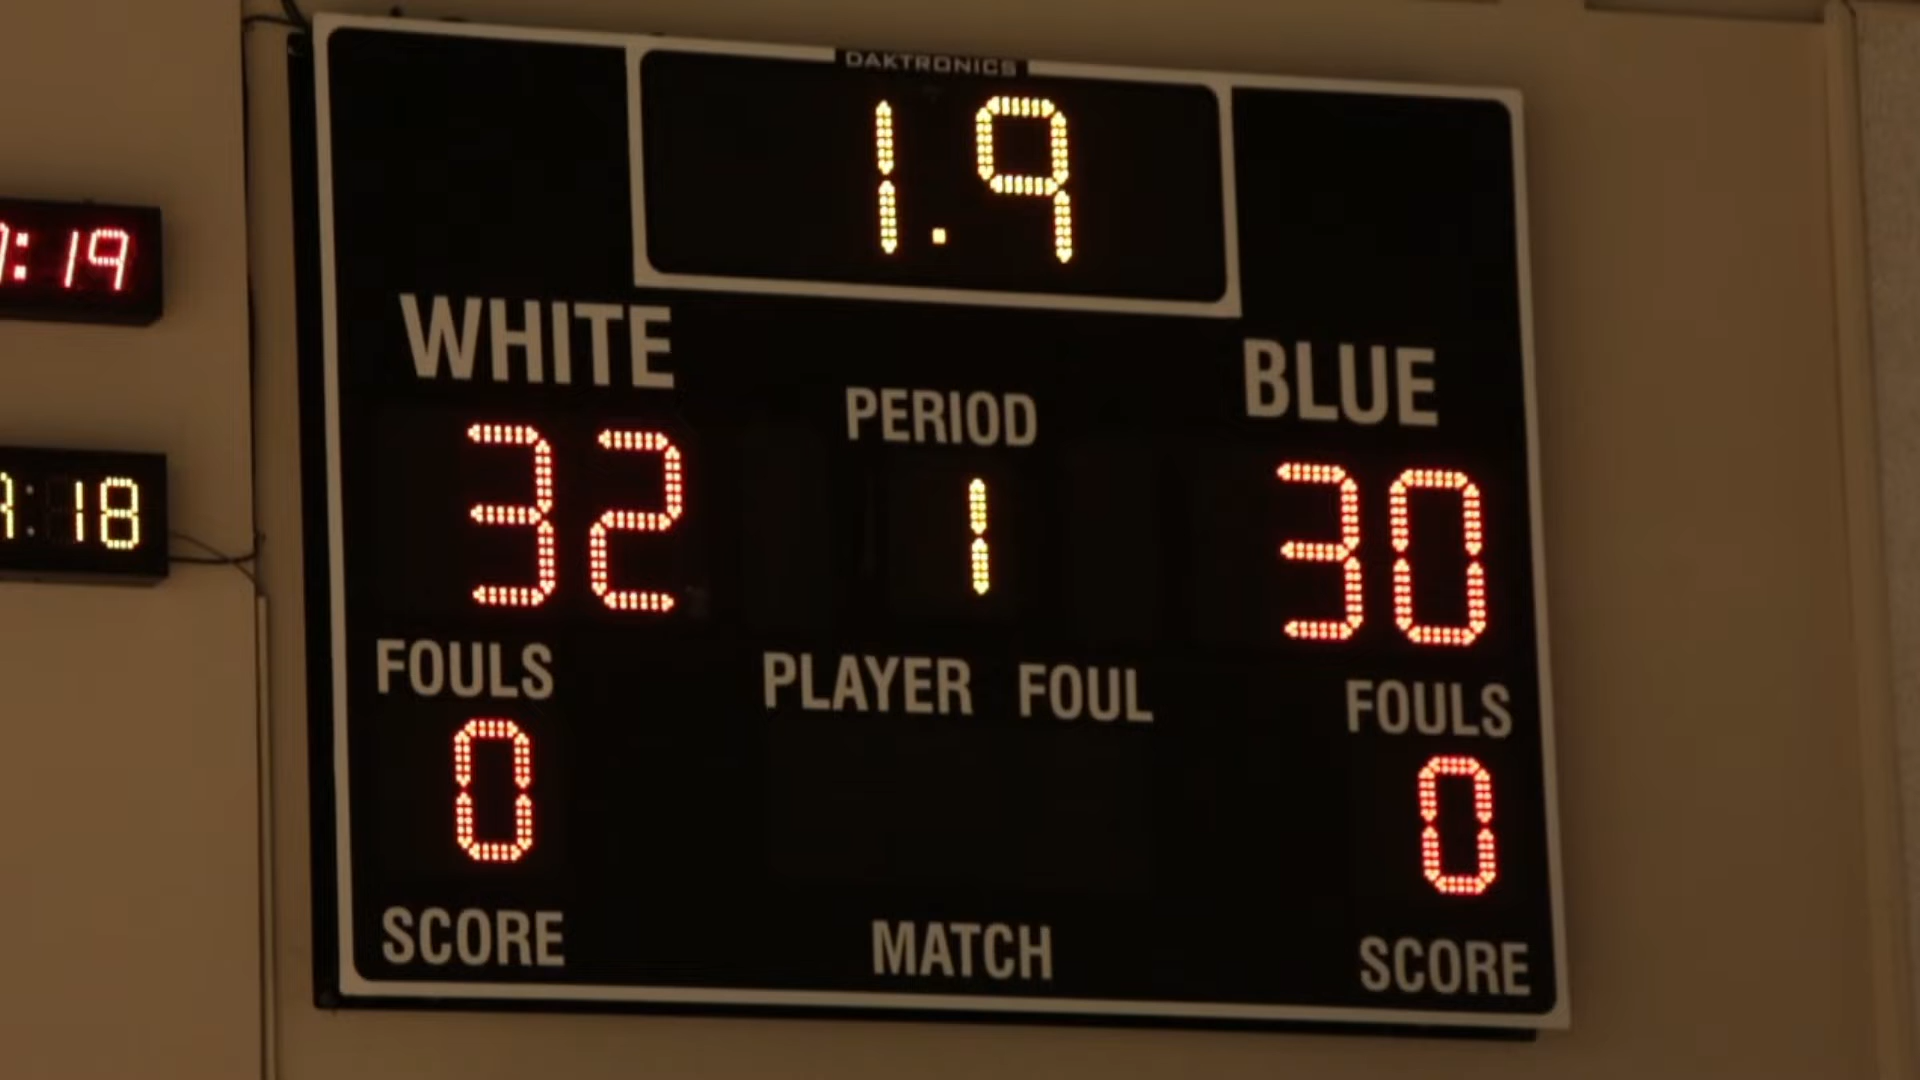 DAKTRONICS
1.9
:19
WHITE
BLUE
PERIOD
32
1
30
:18
FOULS
PLAYER FOUL
FOULS
0
0
SCORE
MATCH
SCORE